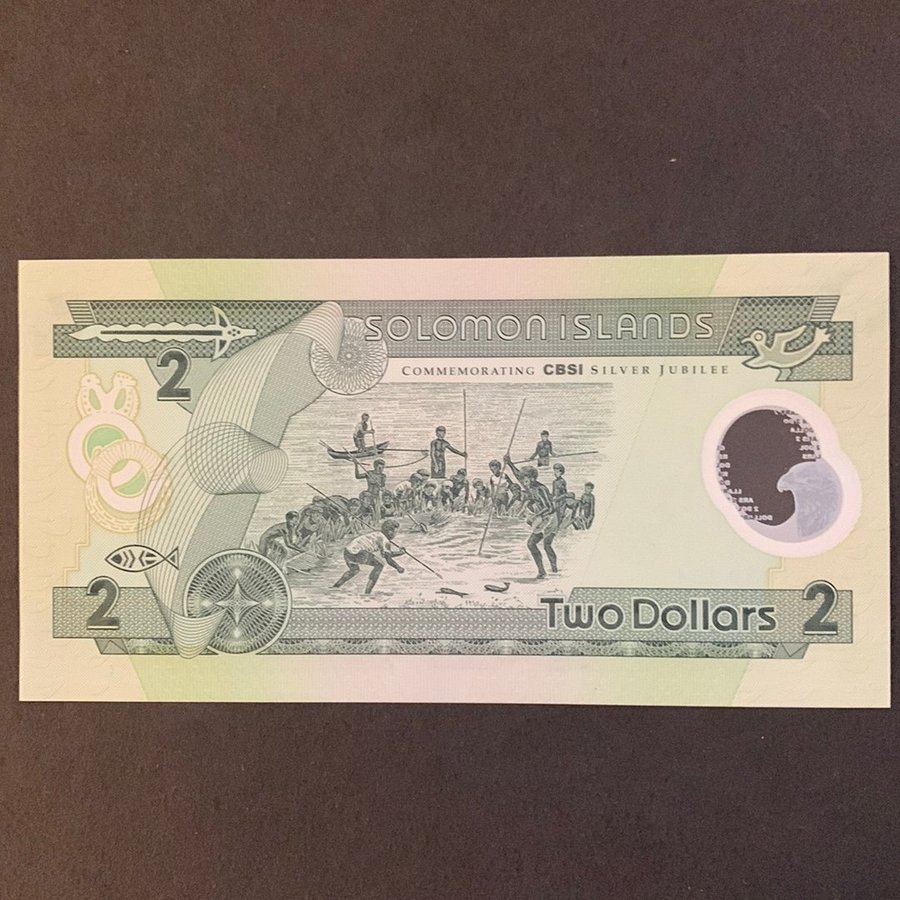 SOLOMON ISLANDS
COMMEMORATING CBSI SILVER JUBILEE
2
2
TWO DOLLARS
2